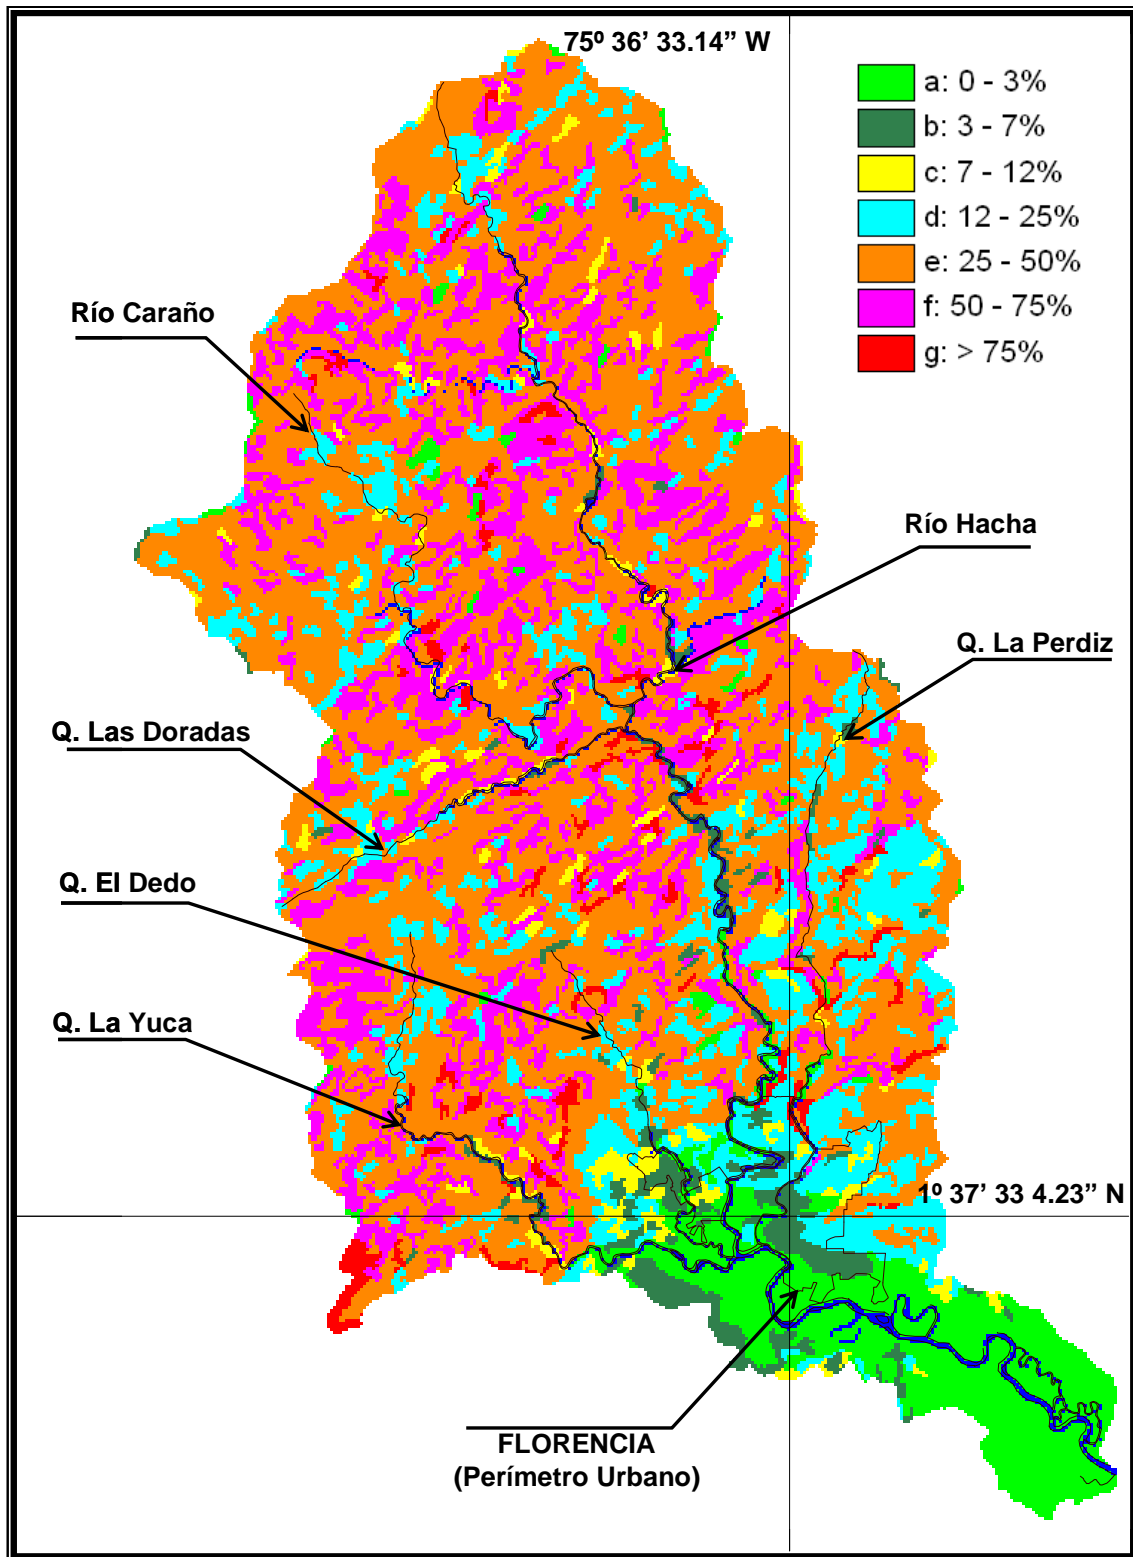 75º 36’ 33.14” W
a: 0 - 3%
b: 3 - 7%
c: 7 - 12%
d: 12 - 25%
e: 25 - 50%
f: 50 - 75%
g: > 75%
Río Caraño
Río Hacha
Q. La Perdiz
Q. Las Doradas
Q. El Dedo
Q. La Yuca
1º 37’ 33 4.23” N
FLORENCIA
(Perímetro Urbano)